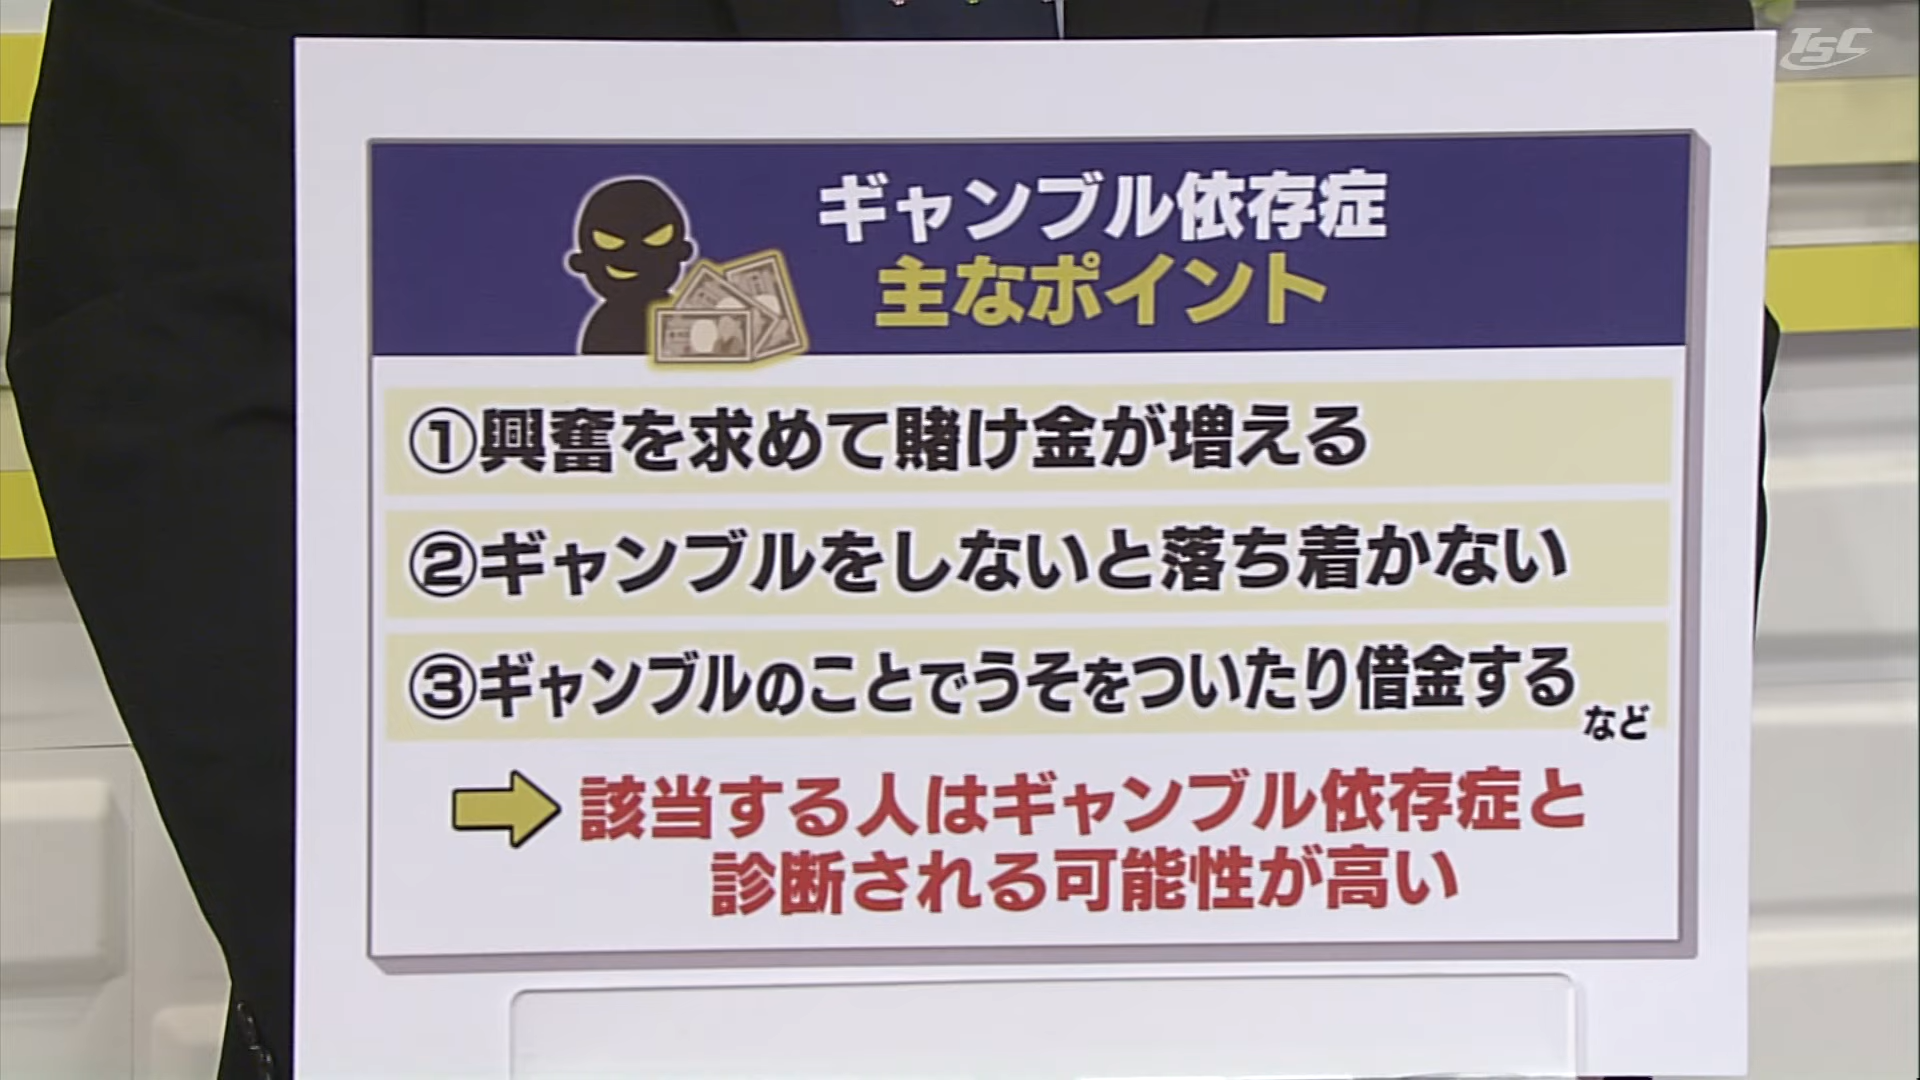 TSC
ギャンブル依存症
主なポイント
①興奮を求めて賭け金が増える
②ギャンブルをしないと落ち着かない
③ギャンブルのことでうそをついたり借金する
など
該当する人はギャンブル依存症と
診断される可能性が高い